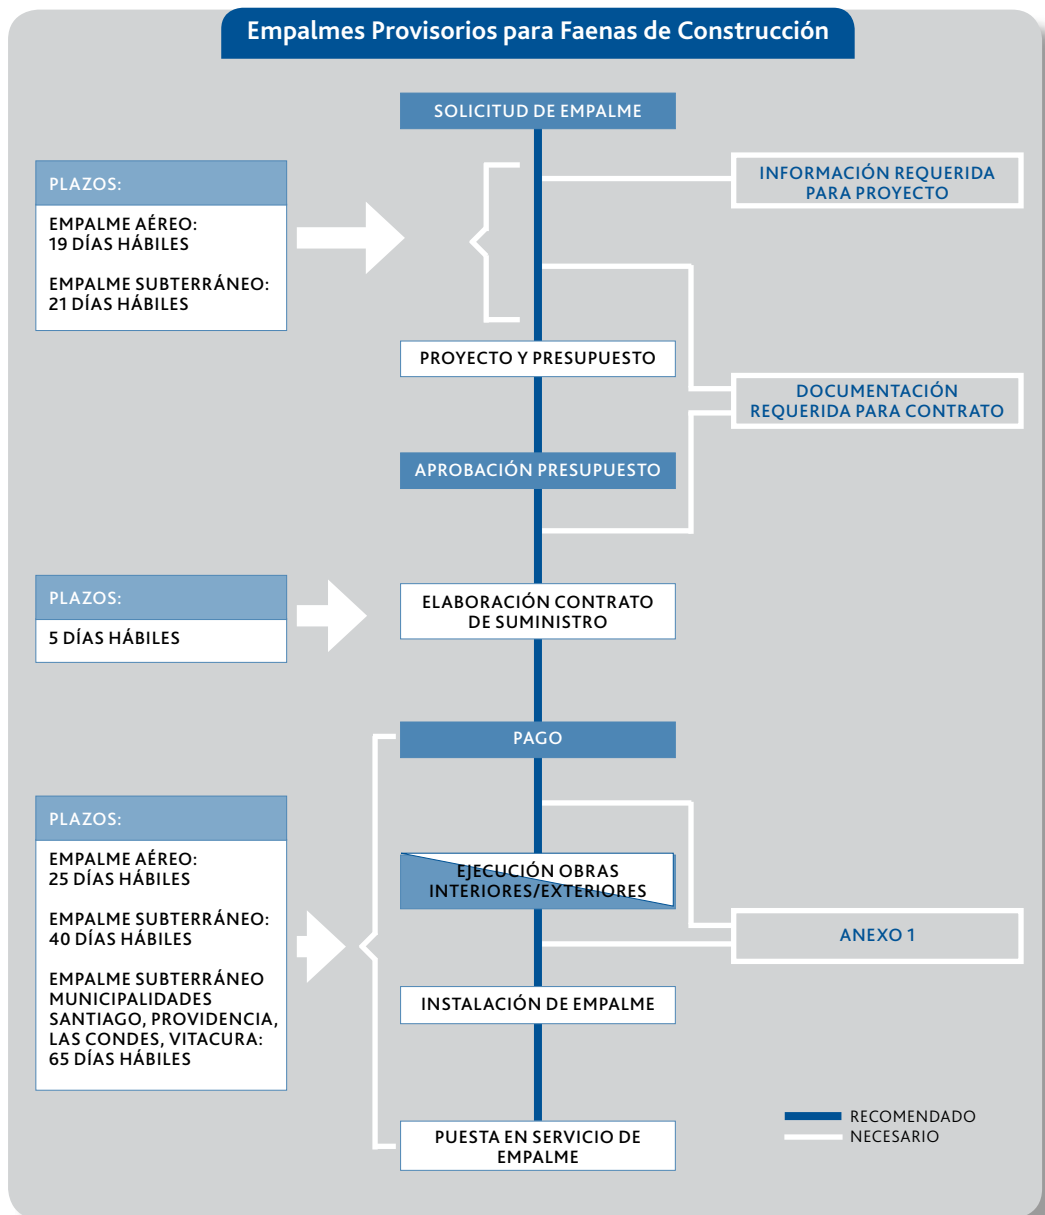 Empalmes Provisorios para Faenas de Construcción
SOLICITUD DE EMPALME
PLAZOS:
EMPALME AÉREO:
19 DÍAS HÁBILES
EMPALME SUBTERRÁNEO:
21 DÍAS HÁBILES
INFORMACIÓN REQUERIDA
PARA PROYECTO
PROYECTO Y PRESUPUESTO
DOCUMENTACIÓN
REQUERIDA PARA CONTRATO
APROBACIÓN PRESUPUESTO
PLAZOS:
5 DÍAS HÁBILES
ELABORACIÓN CONTRATO
DE SUMINISTRO
PAGO
PLAZOS:
EMPALME AÉREO:
25 DÍAS HÁBILES
EMPALME SUBTERRÁNEO:
40 DÍAS HÁBILES
EMPALME SUBTERRÁNEO
MUNICIPALIDADES
SANTIAGO, PROVIDENCIA,
LAS CONDES, VITACURA:
65 DÍAS HÁBILES
EJECUCIÓN OBRAS
INTERIORES/EXTERIORES
ANEXO 1
INSTALACIÓN DE EMPALME
PUESTA EN SERVICIO DE
EMPALME
RECOMENDADO
NECESARIO